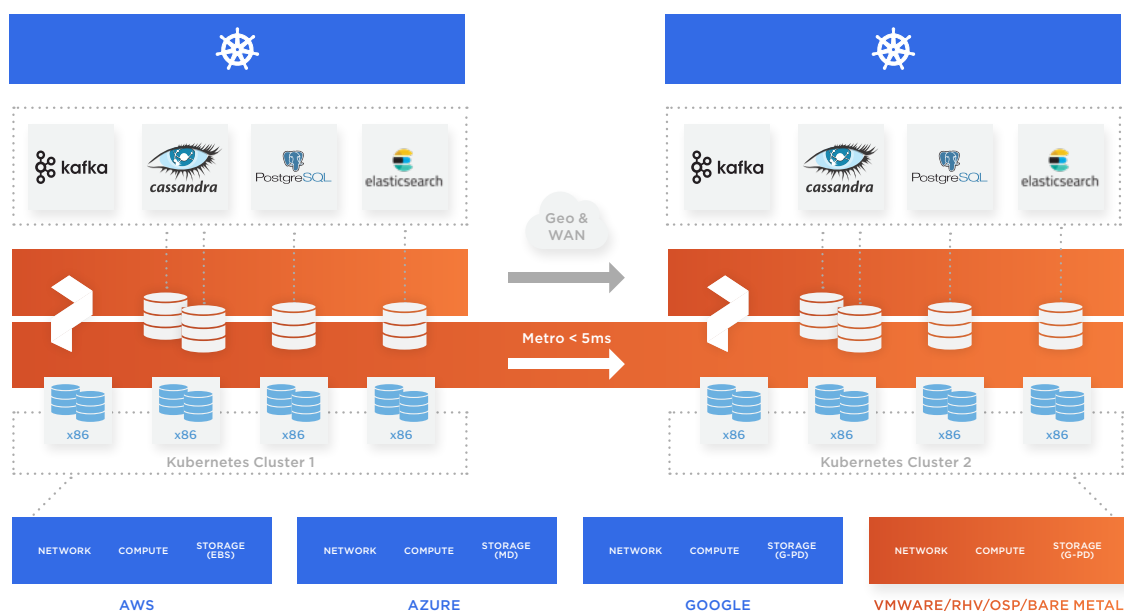 kafka
cassandra
PostgreSQL
elasticsearch
kafka
cassandra
PostgreSQL
elasticsearch
Geo &
WAN
Metro < 5ms
x86
x86
x86
x86
x86
x86
x86
x86
Kubernetes Cluster 1
Kubernetes Cluster 2
NETWORK
COMPUTE
STORAGE
(EBS)
NETWORK
COMPUTE
STORAGE
(MD)
NETWORK
COMPUTE
STORAGE
(G-PD)
NETWORK
COMPUTE
STORAGE
(G-PD)
AWS
AZURE
GOOGLE
VMWARE/RHV/OSP/BARE METAL